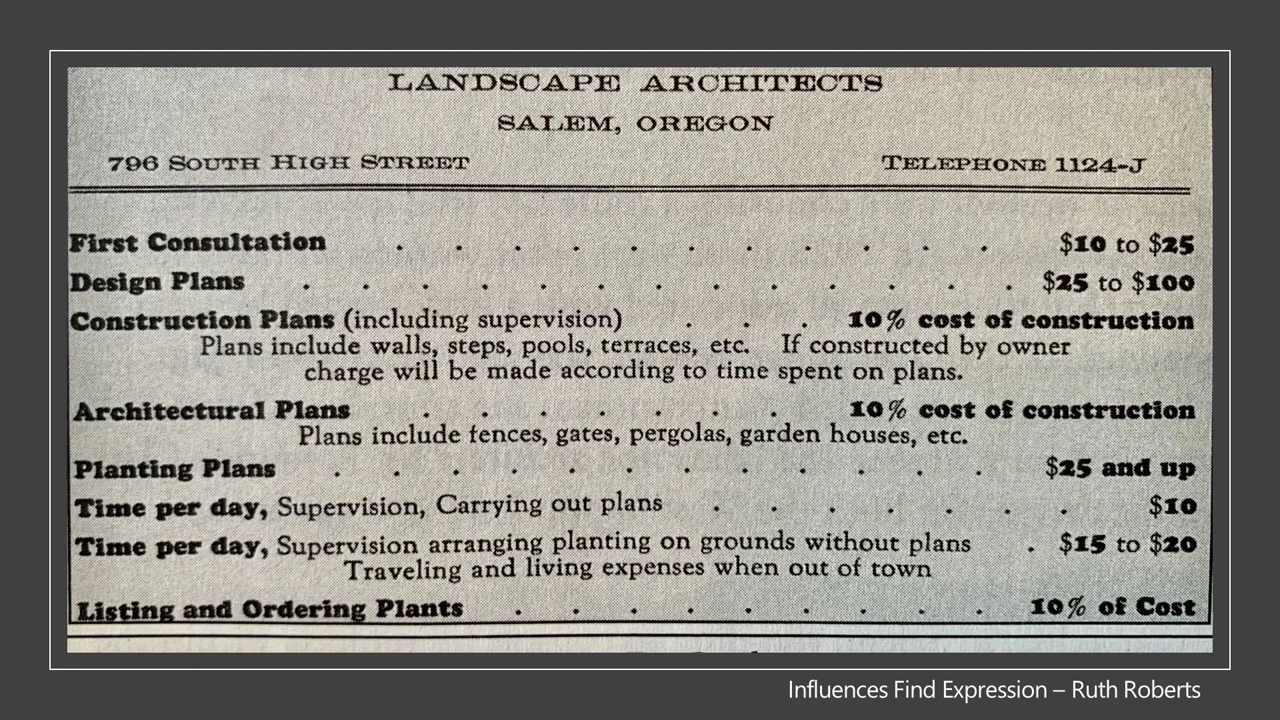 LANDSCAPE ARCHITECTS
SALEM, OREGON
796 SOUTH HIGH STREET TELEPHONE 1124-J
First Consultation . . . . . . . . . . . $10 to $25
Design Plans . . . . . . . . . . . . . $25 to $100
Construction Plans (including supervision) . . . 10% cost of construction
Plans include walls, steps, pools, terraces, etc. If constructed by owner
charge will be made according to time spent on plans.
Architectural Plans . . . . . . . 10% cost of construction
Plans include fences, gates, pergolas, garden houses, etc.
Planting Plans . . . . . . . . . . . . $25 and up
Time per day, Supervision, Carrying out plans . . . . . . . $10
Time per day, Supervision arranging planting on grounds without plans . $15 to $20
Traveling and living expenses when out of town
Listing and Ordering Plants . . . . . . . . . 10% of Cost
Influences Find Expression – Ruth Roberts